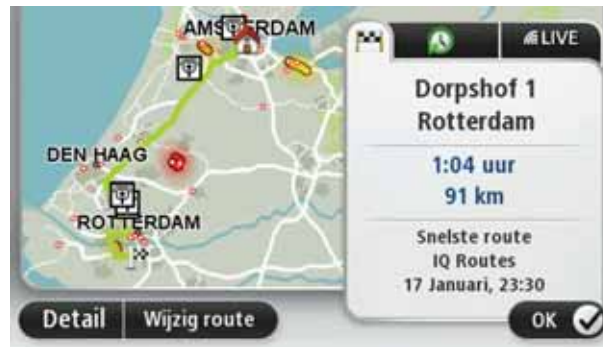 AMSTERDAM
DEN HAAG
ROTTERDAM
LIVE
Dorpshof 1
Rotterdam
1:04 uur
91 km
Snelste route
IQ Routes
17 Januari, 23:30
Detail
Wijzig route
OK